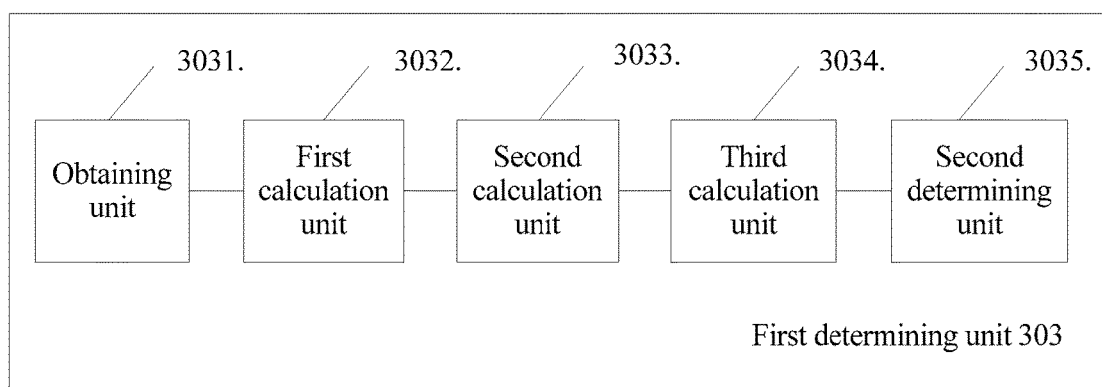 3031.
3032.
3033.
3034.
3035.
Obtaining
unit
First
calculation
unit
Second
calculation
unit
Third
calculation
unit
Second
determining
unit
First determining unit 303